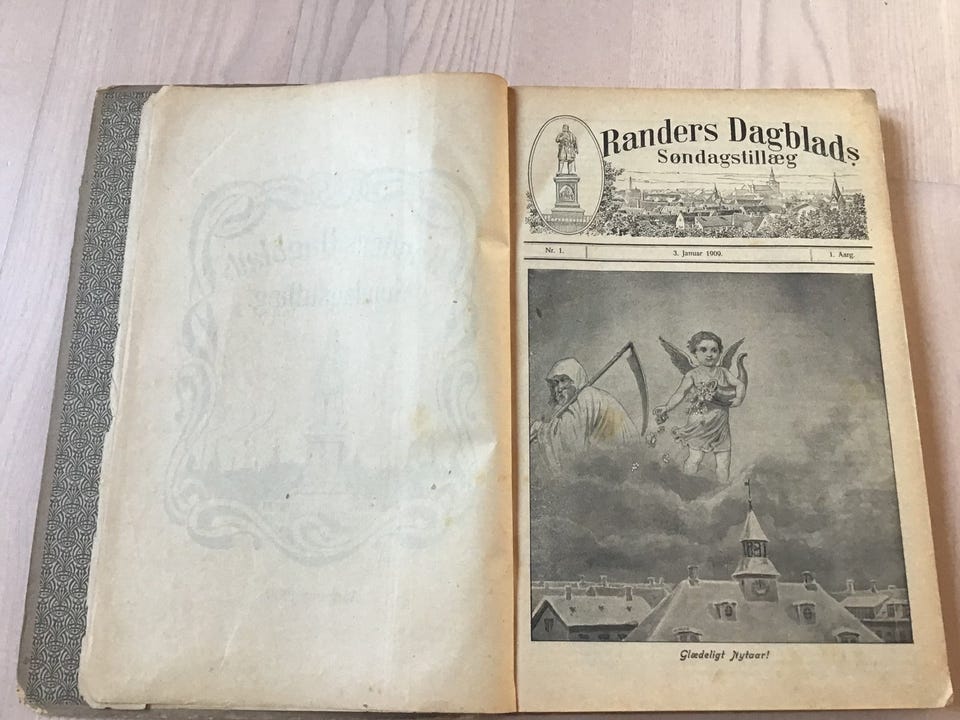 Randers Dagblads
Søndagstillæg
Nr. 1.
3. Januar 1909.
1. Aarg.
Glædeligt Nytaar!